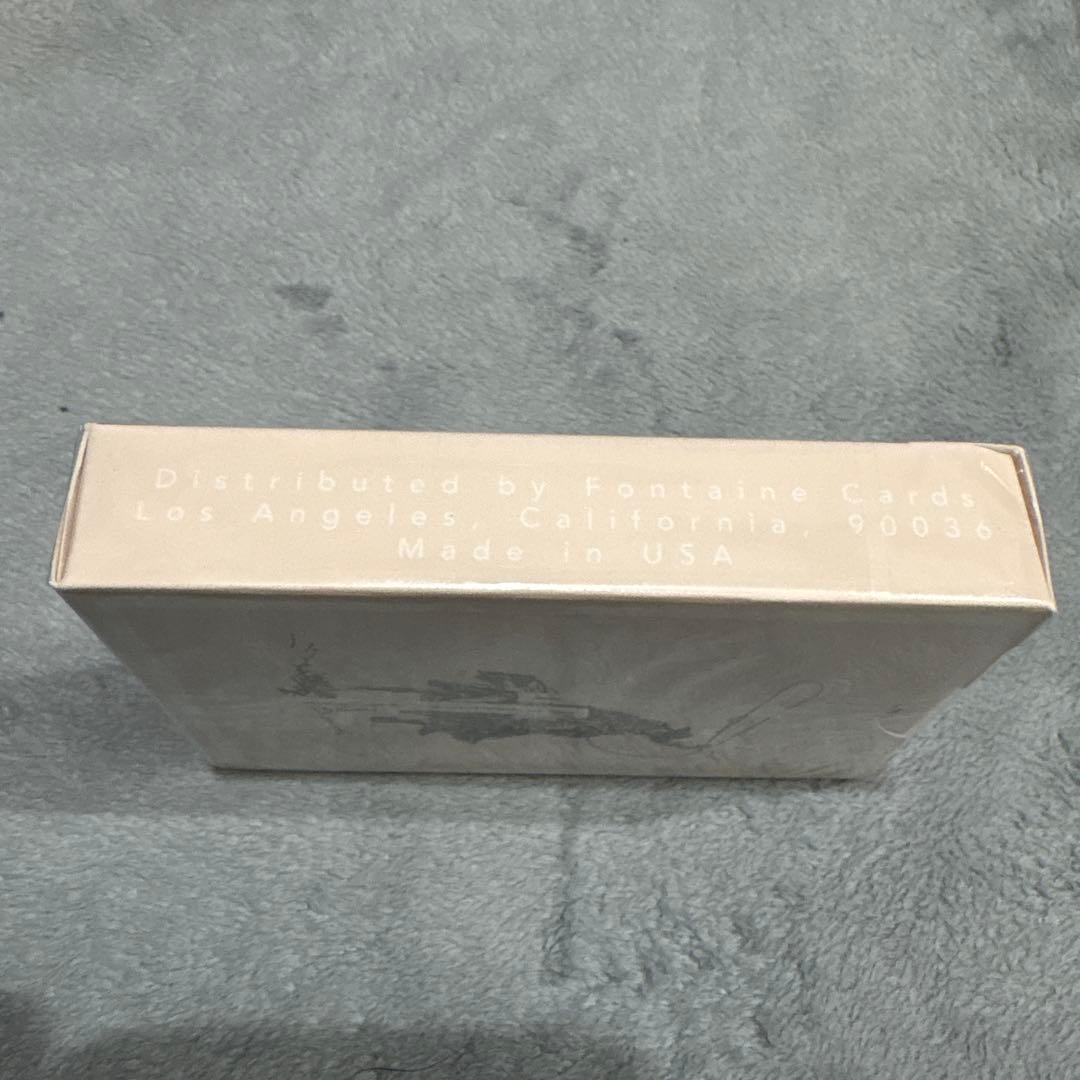 Distributed by Fontaine Cards
Los Angeles, California, 90036
Made in USA